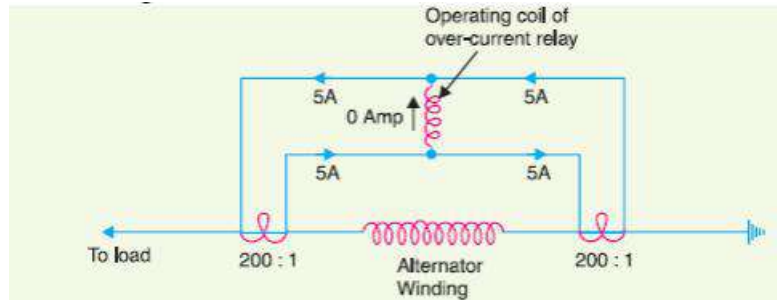 Operating coil of
over-current relay
5A
5A
0 Amp
5A
5A
To load
200 : 1
Alternator
Winding
200 : 1